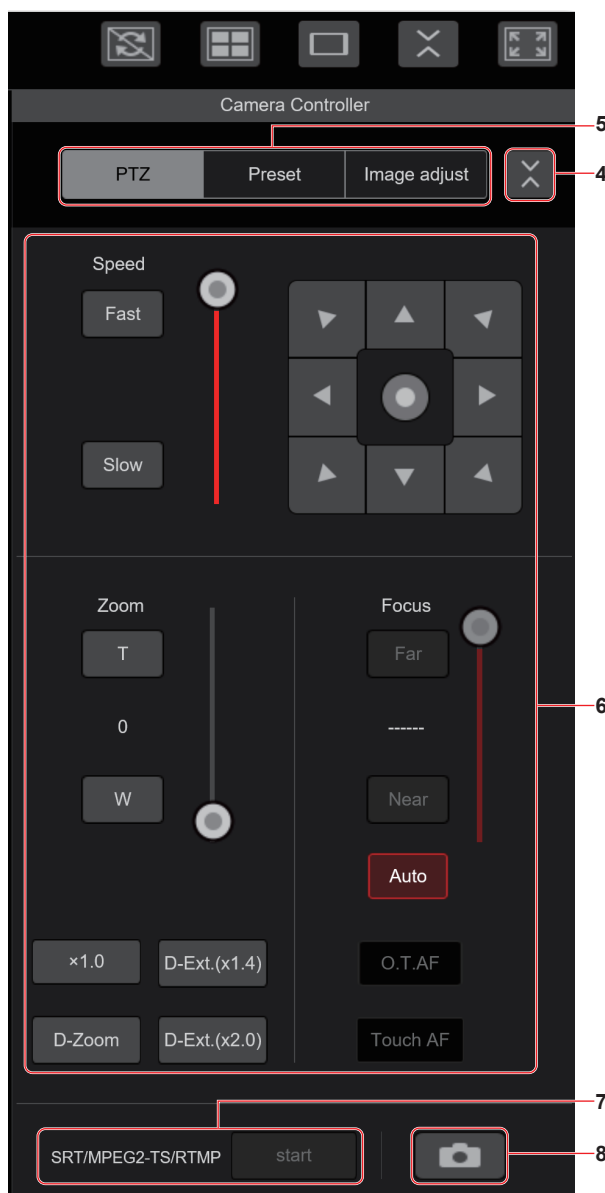 Camera Controller
5
PTZ Preset Image adjust
4
Speed
Fast
Slow
Zoom
T
0
W
Focus
Far
------
Near
Auto
6
×1.0 D-Ext.(x1.4)
D-Zoom D-Ext.(x2.0)
O.T.AF
Touch AF
7
SRT/MPEG2-TS/RTMP start
8